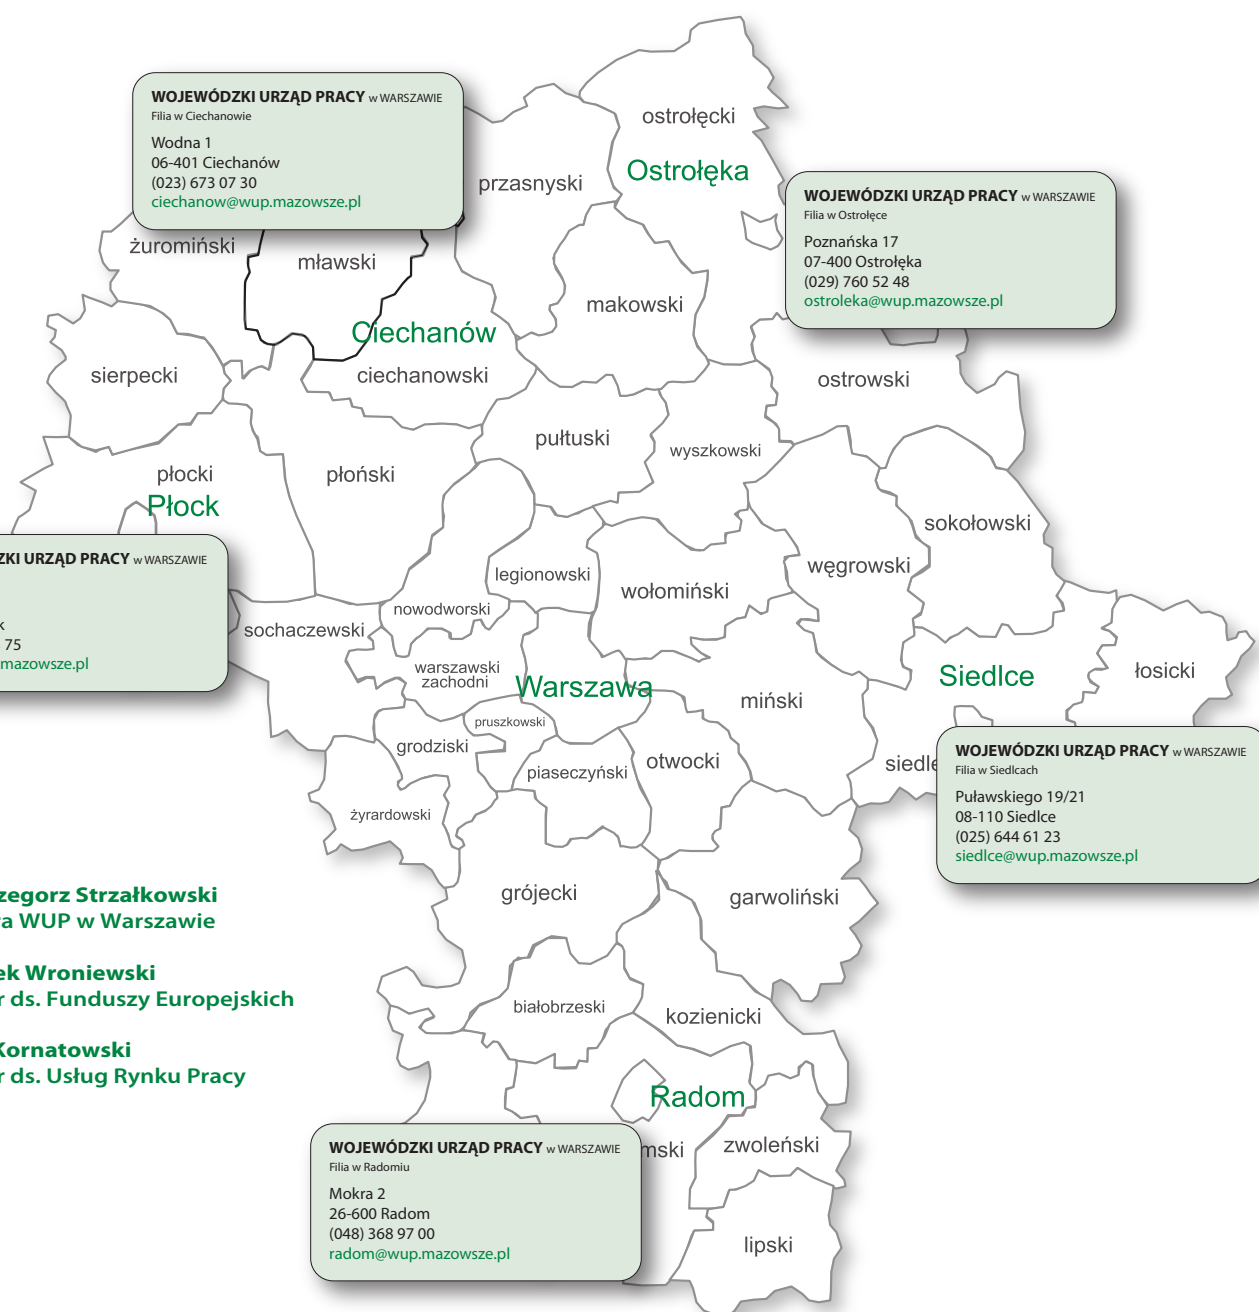 WOJEWÓDZKI URZĄD PRACY w WARSZAWIE
Filia w Ciechanowie
Wodna 1
06-401 Ciechanów
(023) 673 07 30
ciechanow@wup.mazowsze.pl
ostrołęcki
Ostrołęka
przasnyski
WOJEWÓDZKI URZĄD PRACY w WARSZAWIE
Filia w Ostrołęce
Poznańska 17
07-400 Ostrołęka
(029) 760 52 48
ostroleka@wup.mazowsze.pl
żuromiński
mławski
makowski
Ciechanów
ciechanowski
sierpecki
ostrowski
pułtuski
wyszkowski
płocki
Płock
płoński
sokołowski
ZKI URZĄD PRACY w WARSZAWIE
k
75
mazowsze.pl
legionowski
wołomiński
węgrowski
nowodworski
sochaczewski
warszawski
zachodni
Warszawa
miński
Siedlce
łosicki
pruszkowski
grodziski
piaseczyński
otwocki
siedle
WOJEWÓDZKI URZĄD PRACY w WARSZAWIE
Filia w Siedlcach
Puławskiego 19/21
08-110 Siedlce
(025) 644 61 23
siedlce@wup.mazowsze.pl
żyrardowski
grójecki
garwoliński
zegorz Strzałkowski
a WUP w Warszawie
ek Wroniewski
r ds. Funduszy Europejskich
Kornatowski
r ds. Usług Rynku Pracy
białobrzeski
kozienicki
Radom
mski
zwoleński
WOJEWÓDZKI URZĄD PRACY w WARSZAWIE
Filia w Radomiu
Mokra 2
26-600 Radom
(048) 368 97 00
radom@wup.mazowsze.pl
lipski